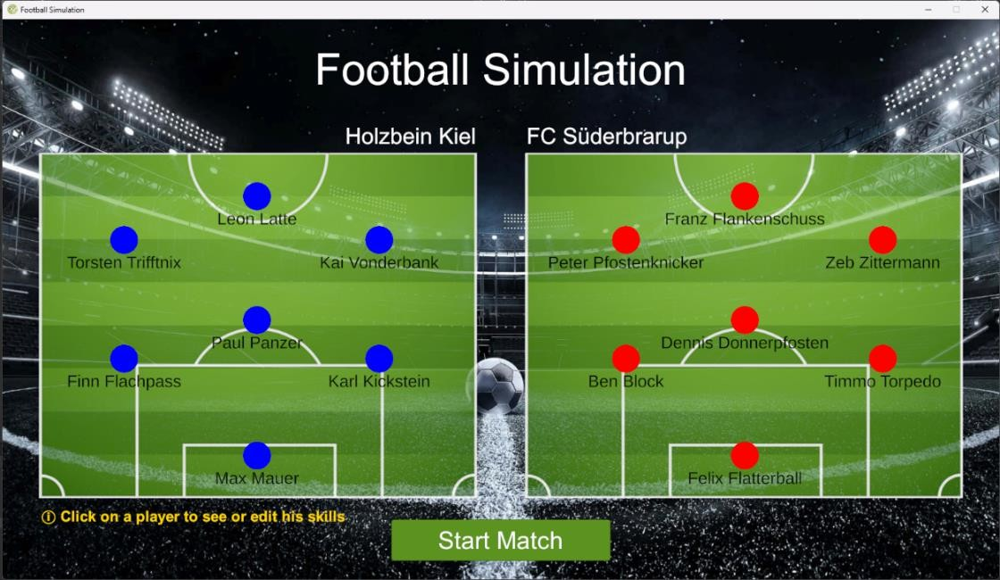 Football Simulation
Football Simulation
Holzbein Kiel
FC Süderbrarup
Leon Latte
Franz Flankenschuss
Torsten Trifftnix
Kai Vonderbank
Peter Pfostenknicker
Zeb Zittermann
Paul Panzer
Dennis Donnerpfosten
Finn Flachpass
Karl Kickstein
Ben Block
Timmo Torpedo
Max Mauer
Felix Flatterball
ⓘ Click on a player to see or edit his skills
Start Match